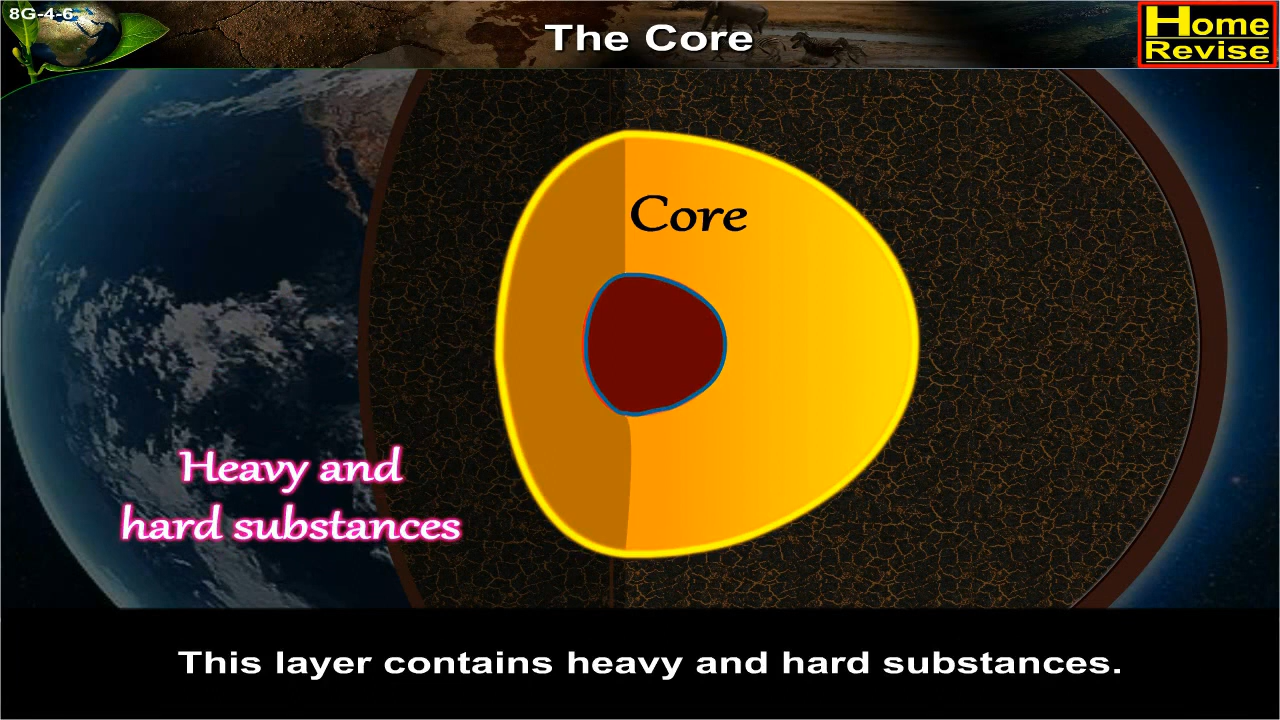 8G-4-6
The Core
Home
Revise
Core
Heavy and
hard substances
This layer contains heavy and hard substances.